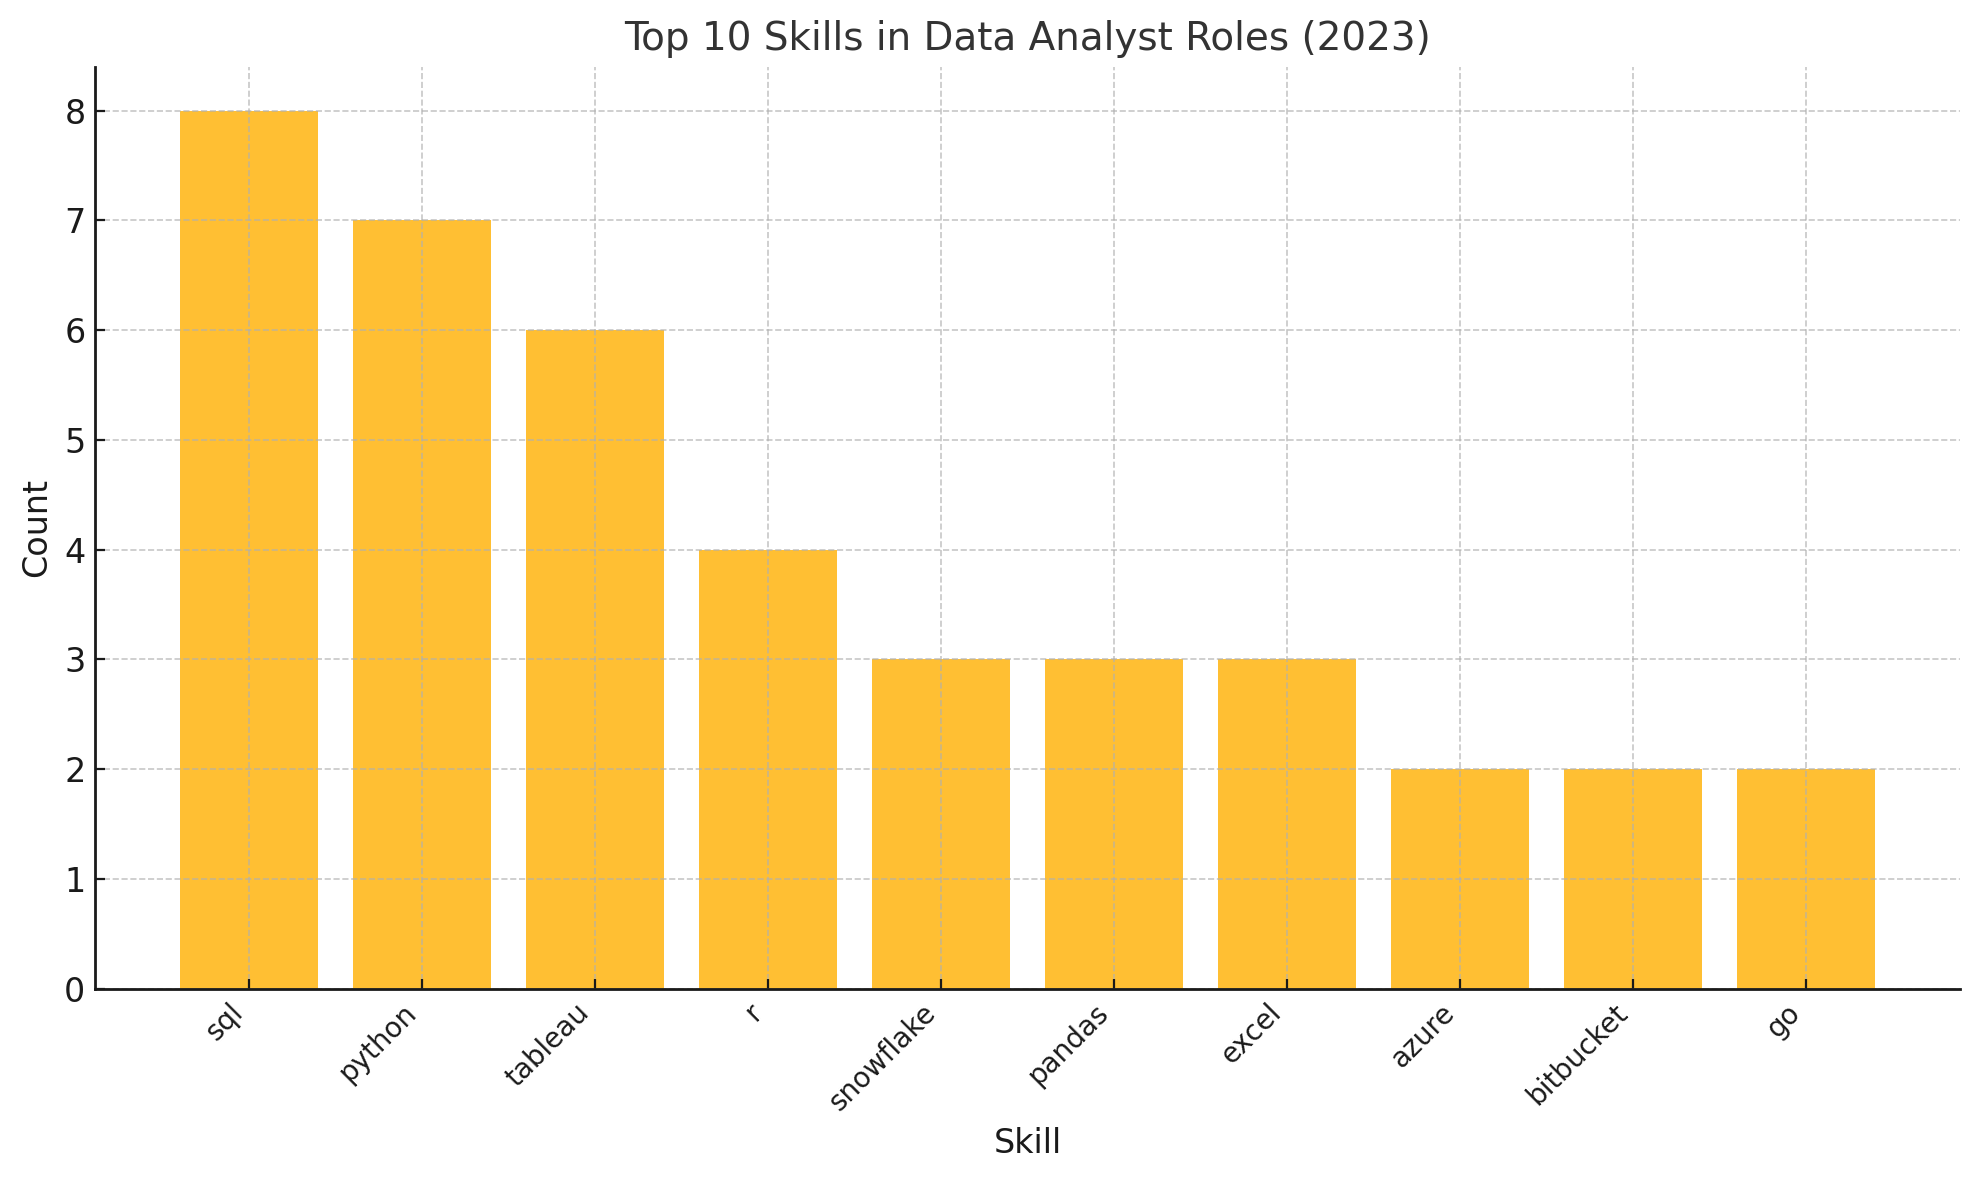 Top 10 Skills in Data Analyst Roles (2023)
Count
8
7
6
5
4
3
2
1
0
sql
python
tableau
r
snowflake
pandas
excel
azure
bitbucket
go
Skill